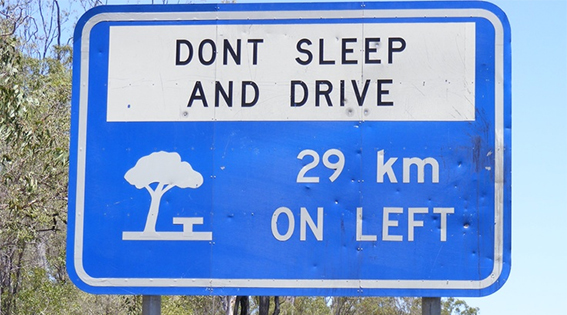 DONT SLEEP
AND DRIVE
29 km
ON LEFT